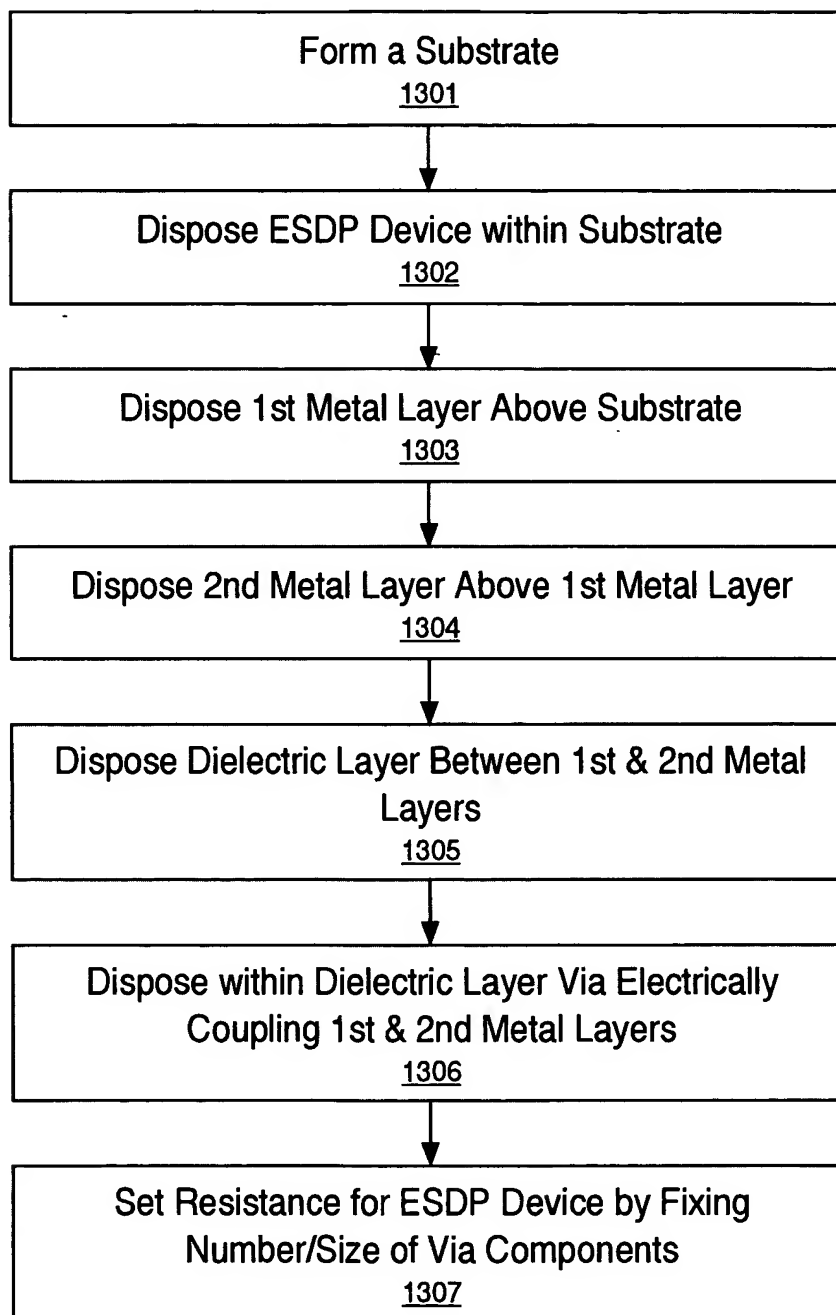 Form a Substrate
1301
Dispose ESDP Device within Substrate
1302
Dispose 1st Metal Layer Above Substrate
1303
Dispose 2nd Metal Layer Above 1st Metal Layer
1304
Dispose Dielectric Layer Between 1st & 2nd Metal
Layers
1305
Dispose within Dielectric Layer Via Electrically
Coupling 1st & 2nd Metal Layers
1306
Set Resistance for ESDP Device by Fixing
Number/Size of Via Components
1307